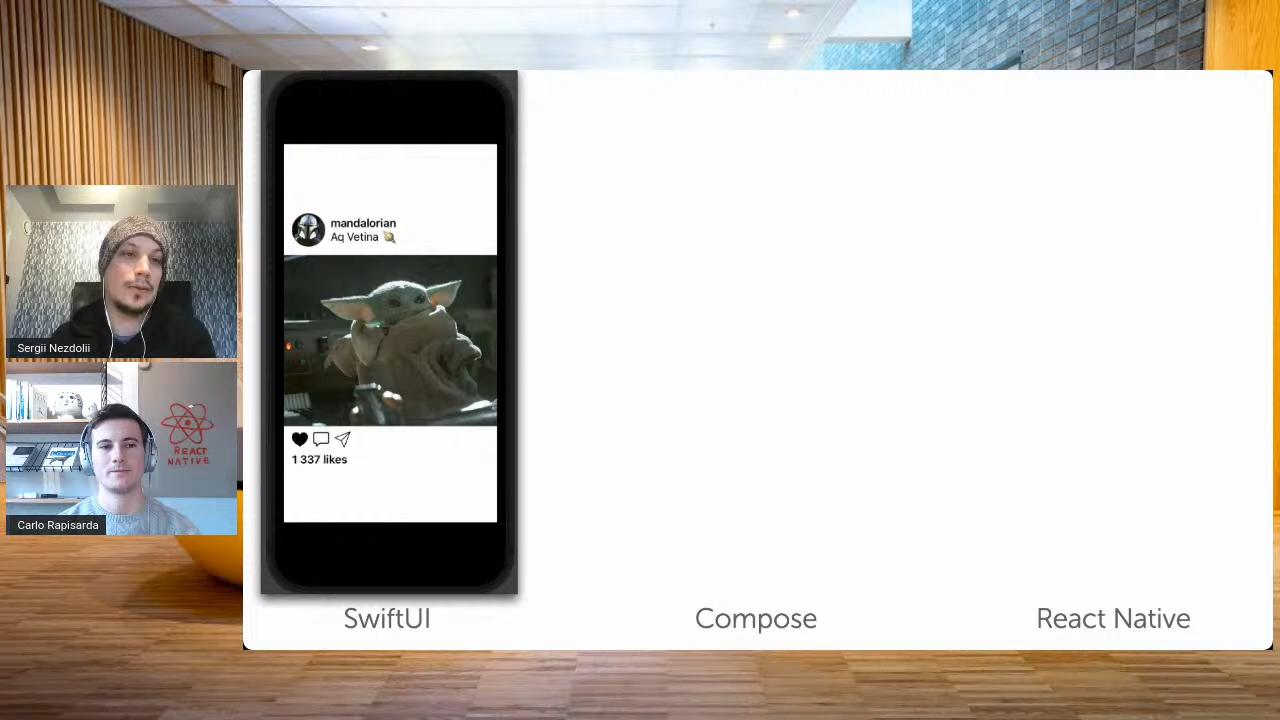 mandalorian
Aq Vetina 🪐
1 337 likes
Sergii Nezdolii
REACT
NATIVE
Carlo Rapisarda
SwiftUI
Compose
React Native